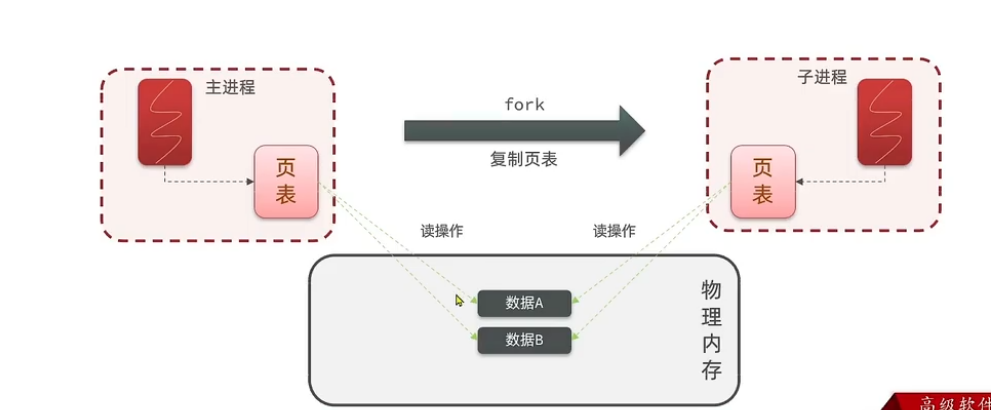 主进程
子进程
fork
复制页表
页
表
页
表
读操作
读操作
数据A
数据B
物
理
内
存
高级软件